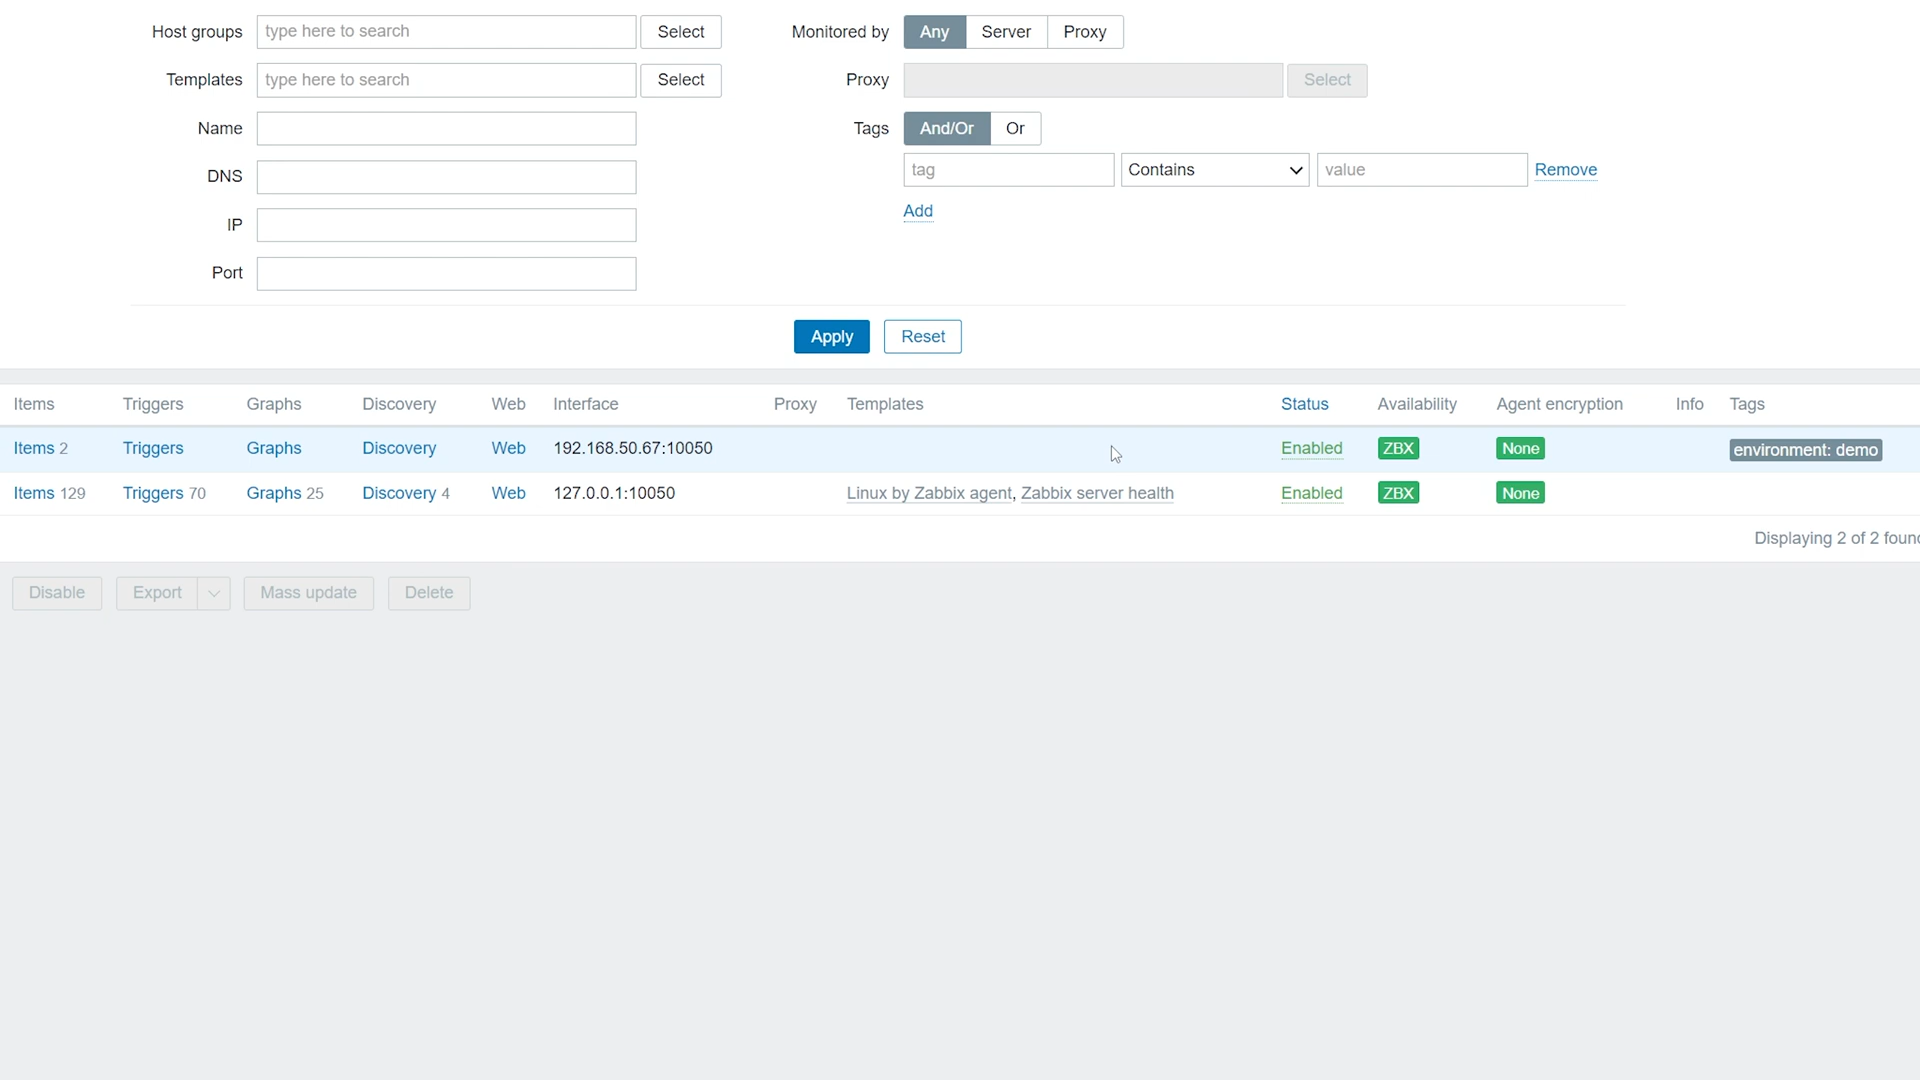 Host groups type here to search Select Monitored by Any Server Proxy
Templates type here to search Select Proxy Select
Name Tags And/Or Or
tag Contains value Remove
DNS
Add
IP
Port
Apply Reset
Items Triggers Graphs Discovery Web Interface Proxy Templates Status Availability Agent encryption Info Tags
Items 2 Triggers Graphs Discovery Web 192.168.50.67:10050 Enabled ZBX None environment: demo
Items 129 Triggers 70 Graphs 25 Discovery 4 Web 127.0.0.1:10050 Linux by Zabbix agent, Zabbix server health Enabled ZBX None
Displaying 2 of 2 foun
Disable Export Mass update Delete